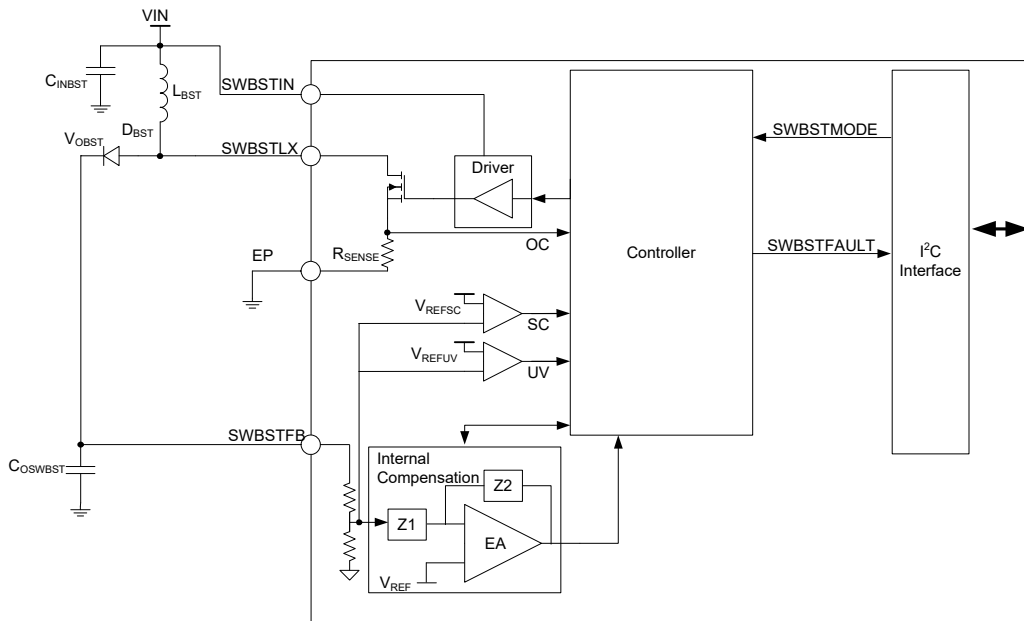 VIN
CINBST
LBST
SWBSTIN
DBST
VOBST
SWBSTLX
Driver
SWBSTMODE
OC
Controller
SWBSTFAULT
I2C
Interface
EP
RSENSE
VREFSC
SC
VREFUV
UV
SWBSTFB
COSWBST
Internal
Compensation
Z2
Z1
EA
VREF